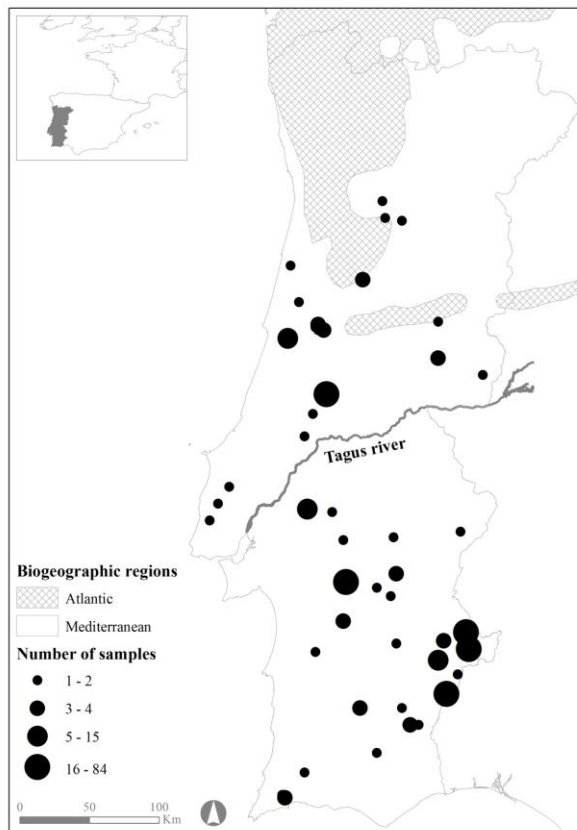 Tagus river
Biogeographic regions
Atlantic
Mediterranean
Number of samples
1 - 2
3 - 4
5 - 15
16 - 84
0 50 100
Km